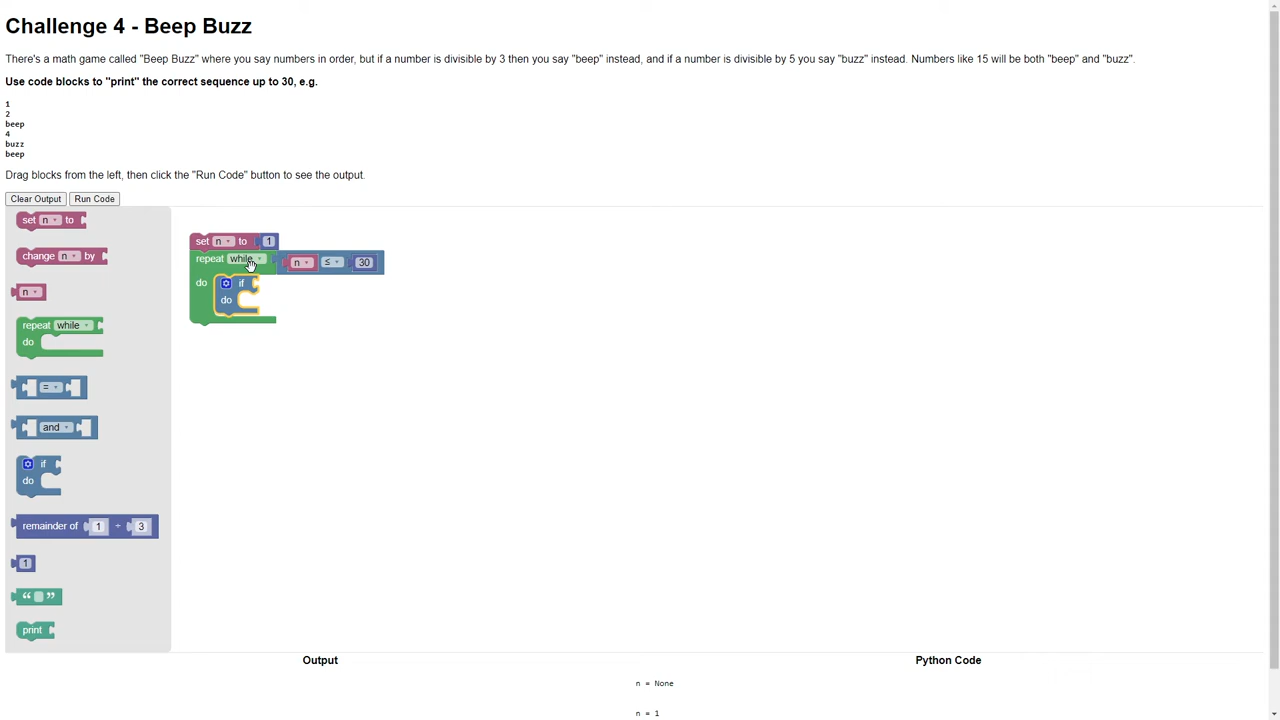 Challenge 4 - Beep Buzz
There's a math game called "Beep Buzz" where you say numbers in order, but if a number is divisible by 3 then you say "beep" instead, and if a number is divisible by 5 you say "buzz" instead. Numbers like 15 will be both "beep" and "buzz".
Use code blocks to "print" the correct sequence up to 30, e.g.
1
2
beep
4
buzz
beep
Drag blocks from the left, then click the "Run Code" button to see the output.
Clear Output Run Code
set n to
change n by
n
repeat while
do
=
and
if
do
remainder of 1 ÷ 3
1
“ ”
print
set n to 1
repeat while n ≤ 30
do if
do
Output Python Code
n = None
n = 1